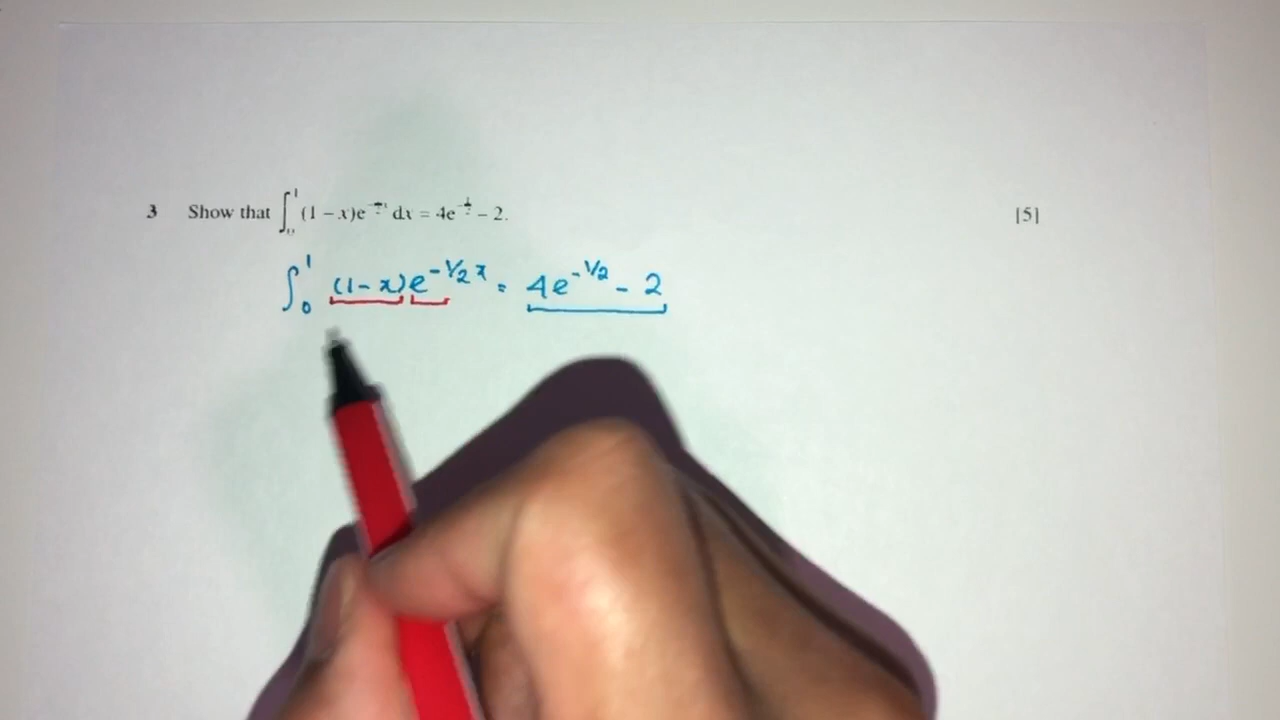 3 Show that ∫₀¹ (1 – x)e^(–½x) dx = 4e^(–½) – 2. [5]
∫₀¹ (1-x)e^(-1/2 x) = 4e^(-1/2) - 2